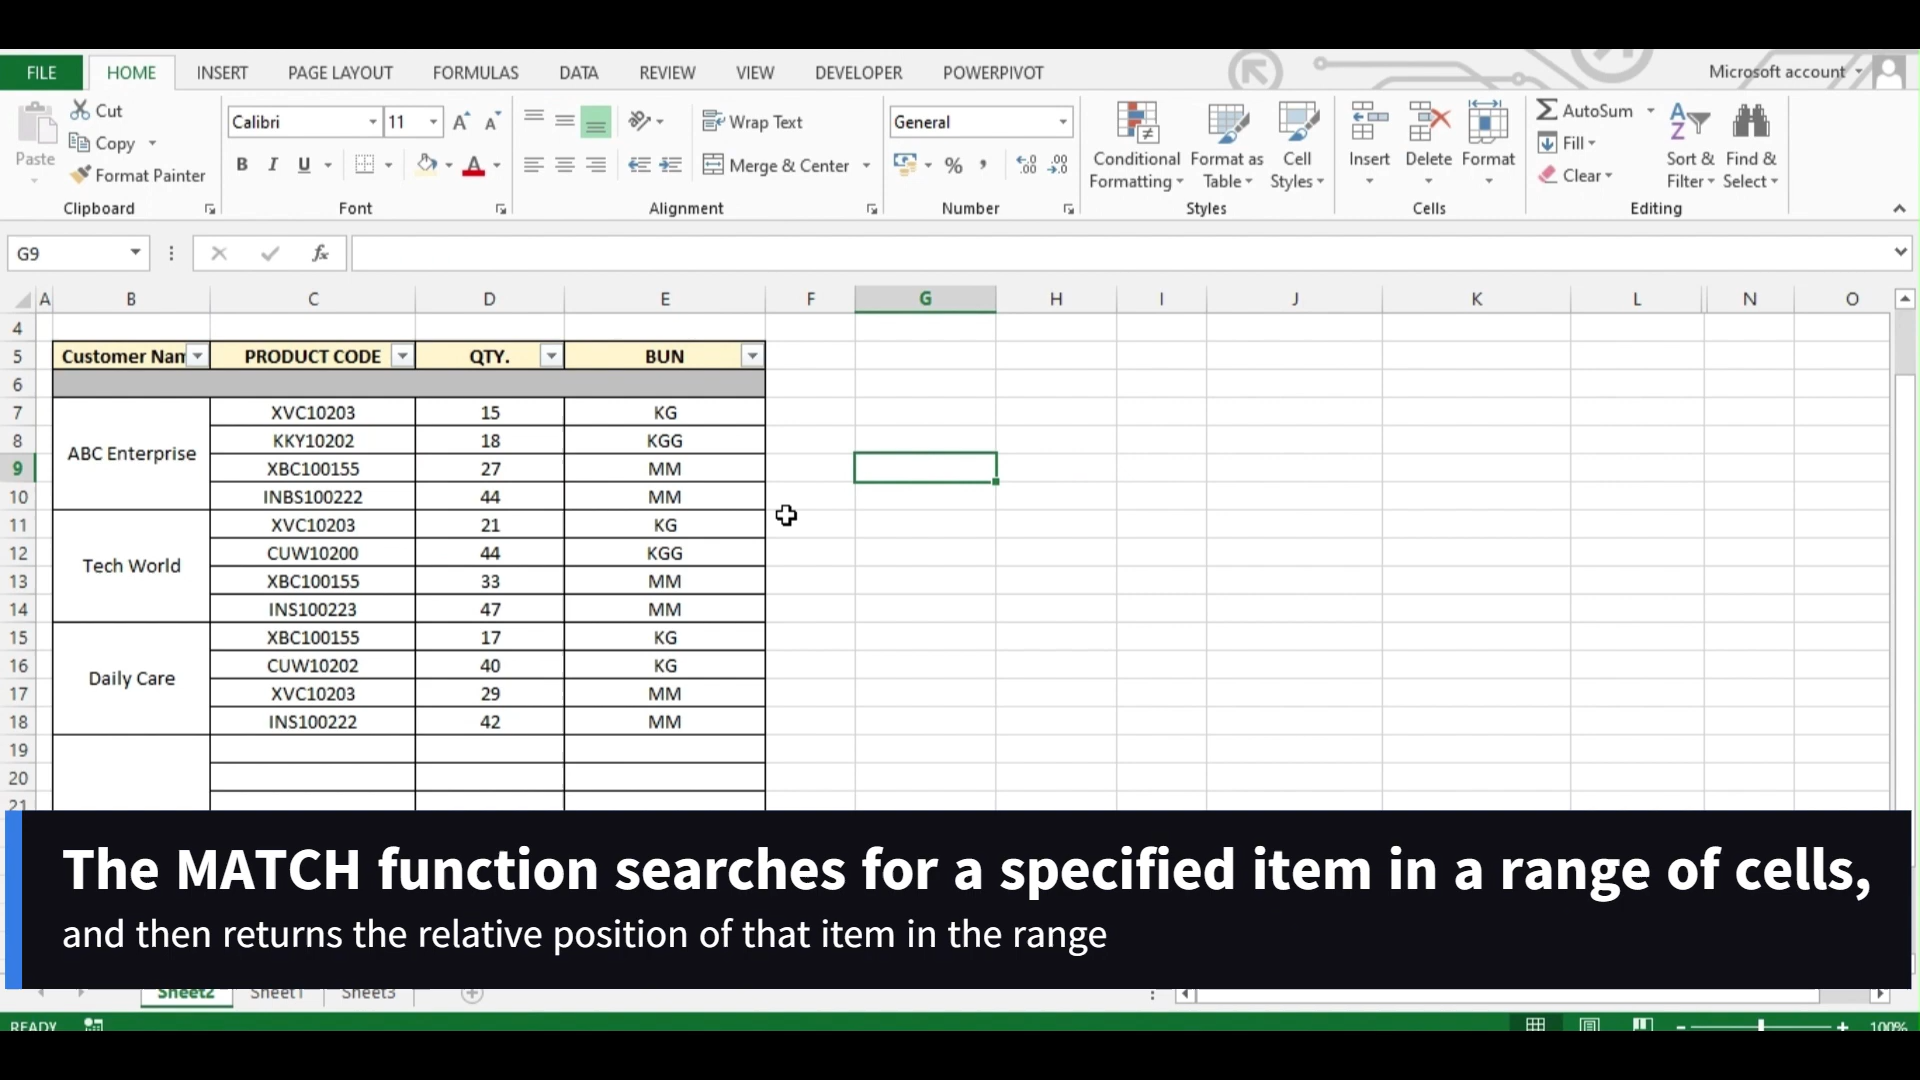 FILE HOME INSERT PAGE LAYOUT FORMULAS DATA REVIEW VIEW DEVELOPER POWERPIVOT Microsoft account
Paste Cut Copy Format Painter
Calibri 11
B I U A
Wrap Text
Merge & Center
General
% ,
Conditional Formatting
Format as Table
Cell Styles
Insert Delete Format
AutoSum
Fill
Clear
Sort & Filter
Find & Select
Clipboard Font Alignment Number Styles Cells Editing
G9 fx
A B C D E F G H I J K L N O
4
5 Customer Nam PRODUCT CODE QTY. BUN
6
7 XVC10203 15 KG
8 KKY10202 18 KGG
ABC Enterprise
9 XBC100155 27 MM
10 INBS100222 44 MM
11 XVC10203 21 KG
12 CUW10200 44 KGG
Tech World
13 XBC100155 33 MM
14 INS100223 47 MM
15 XBC100155 17 KG
16 CUW10202 40 KG
Daily Care
17 XVC10203 29 MM
18 INS100222 42 MM
19
20
21
The MATCH function searches for a specified item in a range of cells,
and then returns the relative position of that item in the range
Sheet2 Sheet1 Sheet3
READY 100%